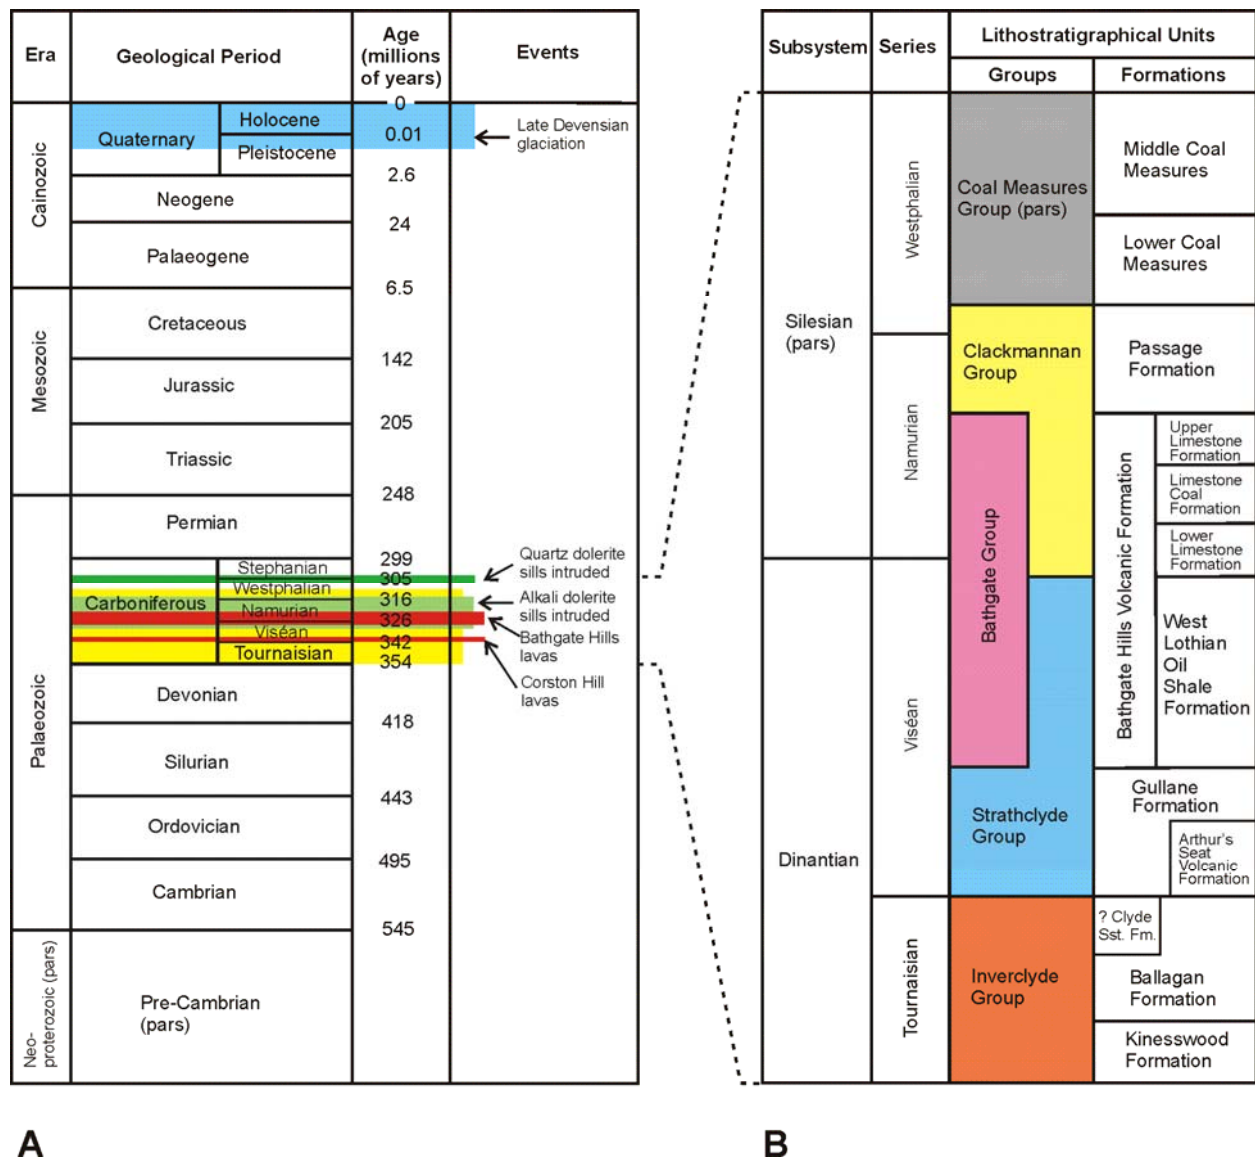 Era
Geological Period
Age
(millions
of years)
Events
Cainozoic
Quaternary
Holocene
Pleistocene
Neogene
Palaeogene
0
0.01
2.6
24
6.5
Late Devensian
glaciation
Mesozoic
Cretaceous
142
Jurassic
205
Triassic
248
Palaeozoic
Permian
299
Carboniferous
Stephanian
305
Westphalian
316
Namurian
326
Viséan
342
Tournaisian
354
Quartz dolerite
sills intruded
Alkali dolerite
sills intruded
Bathgate Hills
lavas
Corston Hill
lavas
Devonian
418
Silurian
443
Ordovician
495
Cambrian
545
Neo-
proterozoic (pars)
Pre-Cambrian
(pars)
A
Subsystem
Series
Lithostratigraphical Units
Groups
Formations
Silesian
(pars)
Dinantian
Westphalian
Namurian
Viséan
Tournaisian
Coal Measures
Group (pars)
Clackmannan
Group
Bathgate Group
Strathclyde
Group
Inverclyde
Group
Middle Coal
Measures
Lower Coal
Measures
Passage
Formation
Bathgate Hills Volcanic Formation
Upper
Limestone
Formation
Limestone
Coal
Formation
Lower
Limestone
Formation
West
Lothian
Oil
Shale
Formation
Gullane
Formation
Arthur's
Seat
Volcanic
Formation
? Clyde
Sst. Fm.
Ballagan
Formation
Kinesswood
Formation
B